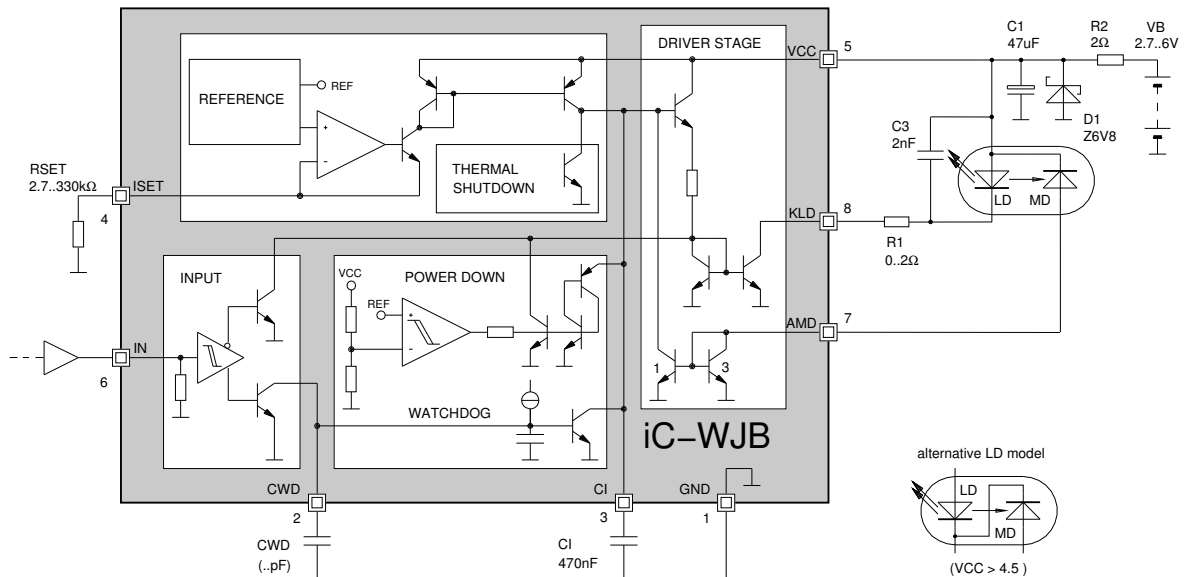 C1
47uF
R2
2Ω
VB
2.7..6V
DRIVER STAGE
VCC
5
REFERENCE
REF
+
−
D1
Z6V8
C3
2nF
THERMAL
SHUTDOWN
RSET
2.7..330kΩ
ISET
4
LD
MD
KLD
8
R1
0..2Ω
INPUT
VCC
POWER DOWN
REF
+
−
AMD
7
IN
6
1
3
WATCHDOG
iC−WJB
alternative LD model
CWD
2
CI
3
GND
1
LD
MD
CWD
(..pF)
CI
470nF
(VCC > 4.5 )